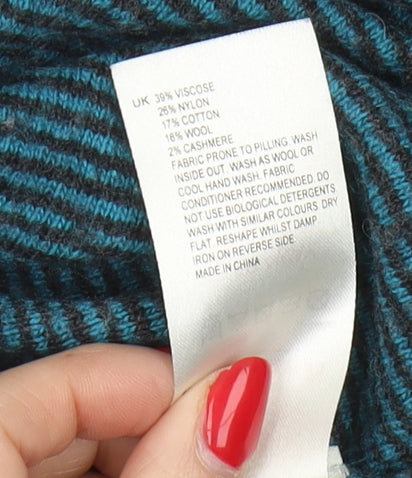 UK 39% VISCOSE
26% NYLON
17% COTTON
16% WOOL
2% CASHMERE
FABRIC PRONE TO PILLING. WASH
INSIDE OUT. WASH AS WOOL OR
COOL HAND WASH. FABRIC
CONDITIONER RECOMMENDED. DO
NOT USE BIOLOGICAL DETERGENTS.
WASH WITH SIMILAR COLOURS. DRY
FLAT. RESHAPE WHILST DAMP.
IRON ON REVERSE SIDE.
MADE IN CHINA